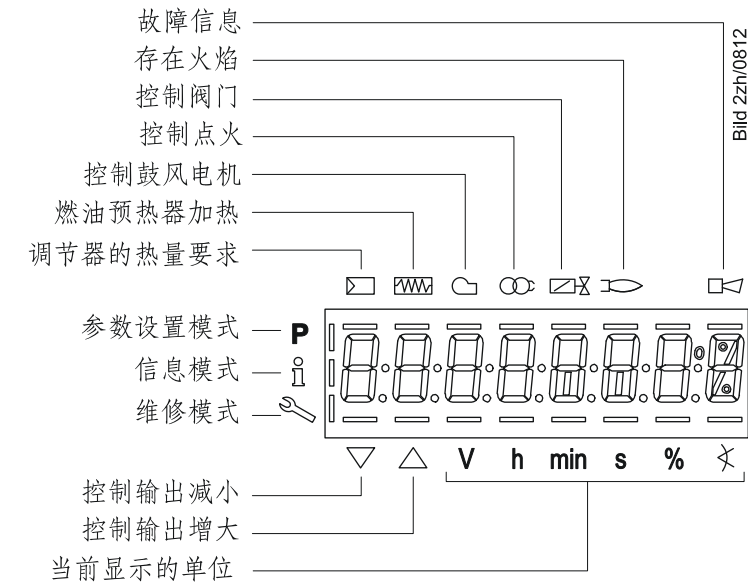 故障信息
存在火焰
控制阀门
控制点火
控制鼓风电机
燃油预热器加热
调节器的热量要求
参数设置模式 P
信息模式 i
维修模式
V h min s %
控制输出减小
控制输出增大
当前显示的单位
Bild 2zh/0812